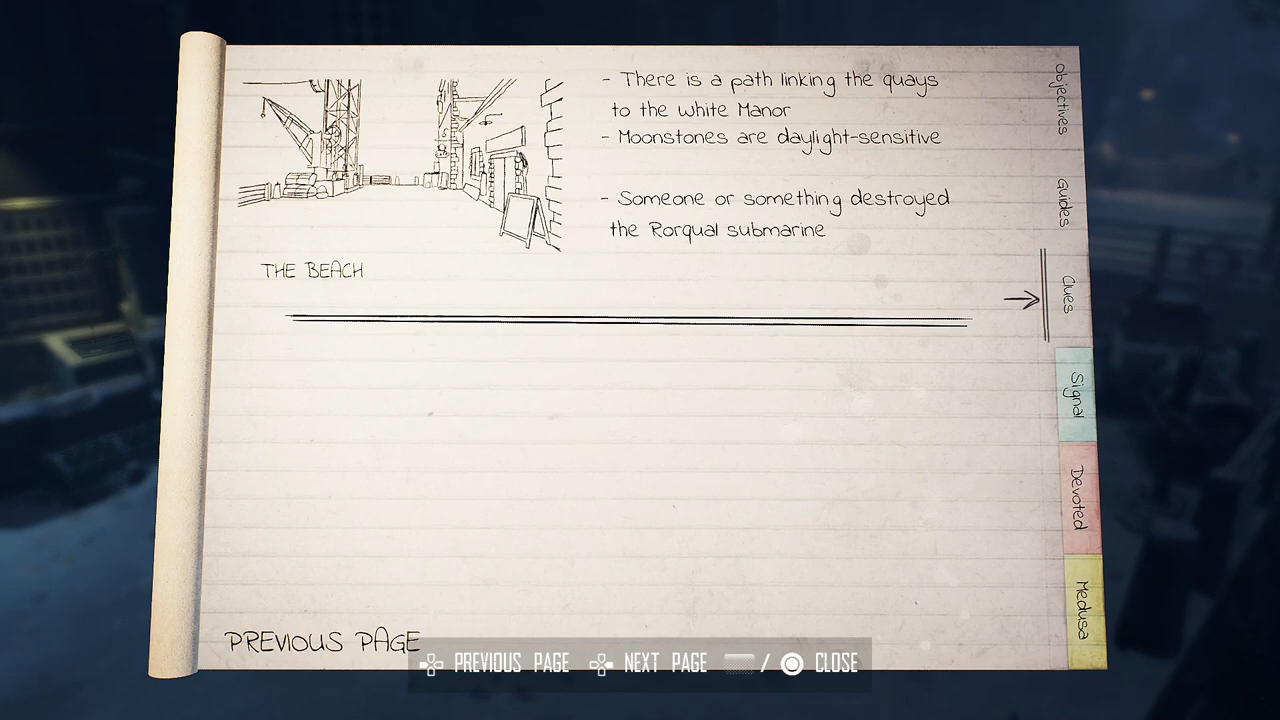 - There is a path linking the quays
to the white Manor
- Moonstones are daylight-sensitive
- Someone or something destroyed
the Rorqual submarine
THE BEACH
Objectives
Guides
Clues
Signal
Devoted
Medusa
PREVIOUS PAGE
PREVIOUS PAGE NEXT PAGE / CLOSE